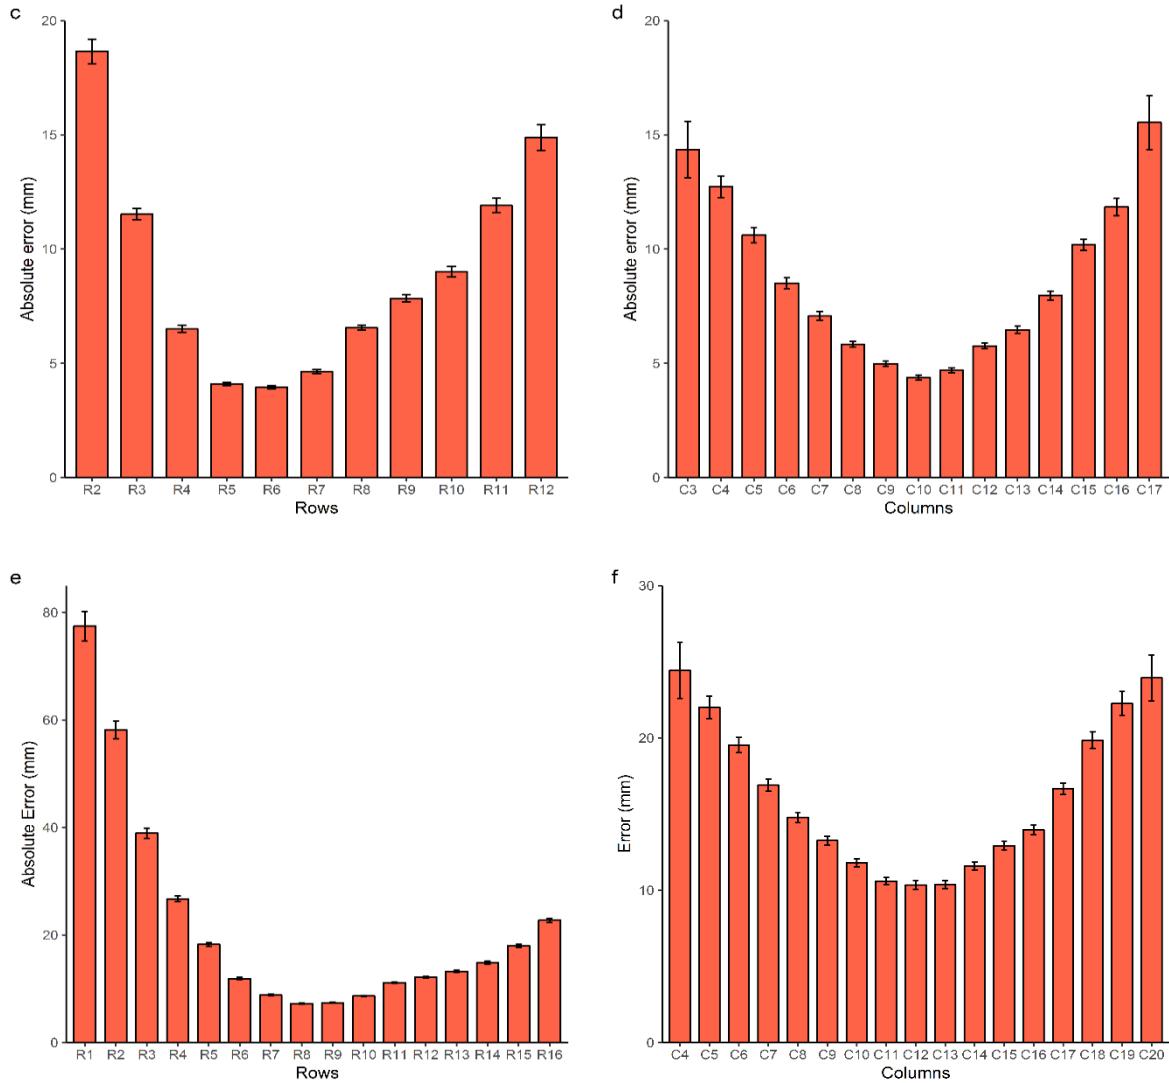 c
20
15
10
5
0
Absolute error (mm)
R2 R3 R4 R5 R6 R7 R8 R9 R10 R11 R12
Rows
d
20
15
10
5
0
Absolute error (mm)
C3 C4 C5 C6 C7 C8 C9 C10 C11 C12 C13 C14 C15 C16 C17
Columns
e
80
60
40
20
0
Absolute Error (mm)
R1 R2 R3 R4 R5 R6 R7 R8 R9 R10 R11 R12 R13 R14 R15 R16
Rows
f
30
20
10
0
Error (mm)
C4 C5 C6 C7 C8 C9 C10 C11 C12 C13 C14 C15 C16 C17 C18 C19 C20
Columns